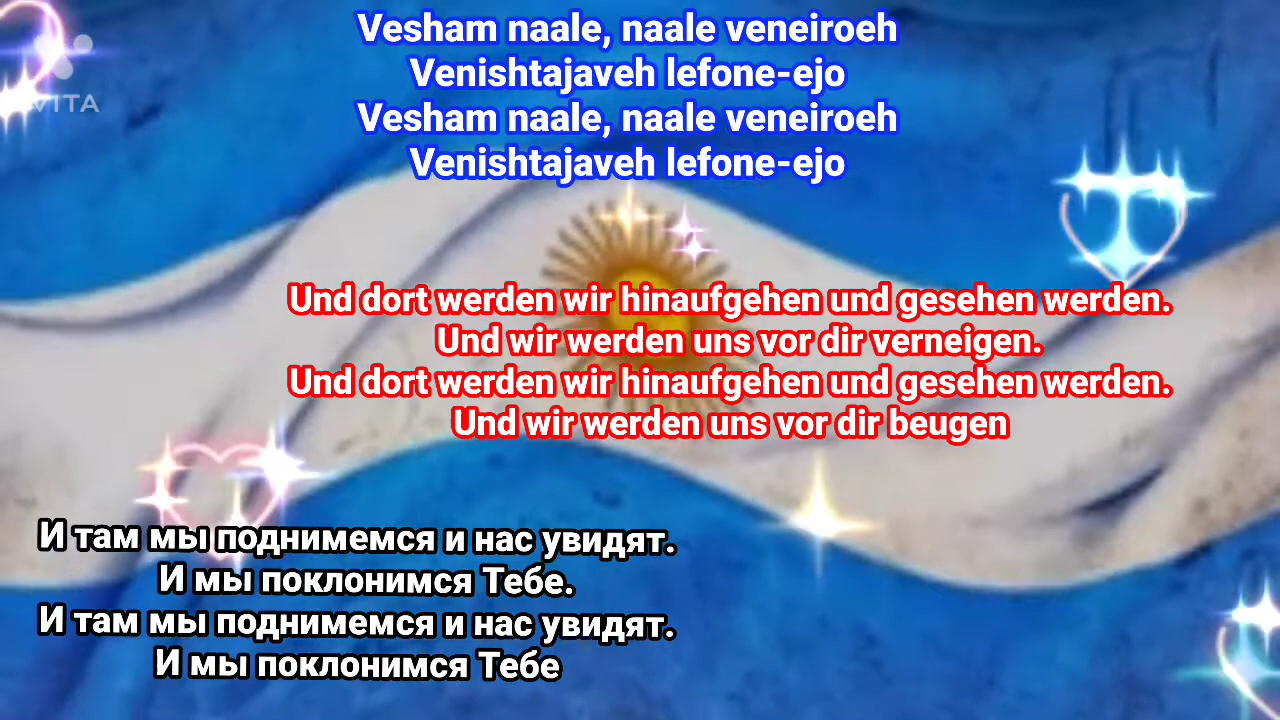 VITA
Vesham naale, naale veneiroeh
Venishtajaveh lefone-ejo
Vesham naale, naale veneiroeh
Venishtajaveh lefone-ejo
Und dort werden wir hinaufgehen und gesehen werden.
Und wir werden uns vor dir verneigen.
Und dort werden wir hinaufgehen und gesehen werden.
Und wir werden uns vor dir beugen
И там мы поднимемся и нас увидят.
И мы поклонимся Тебе.
И там мы поднимемся и нас увидят.
И мы поклонимся Тебе